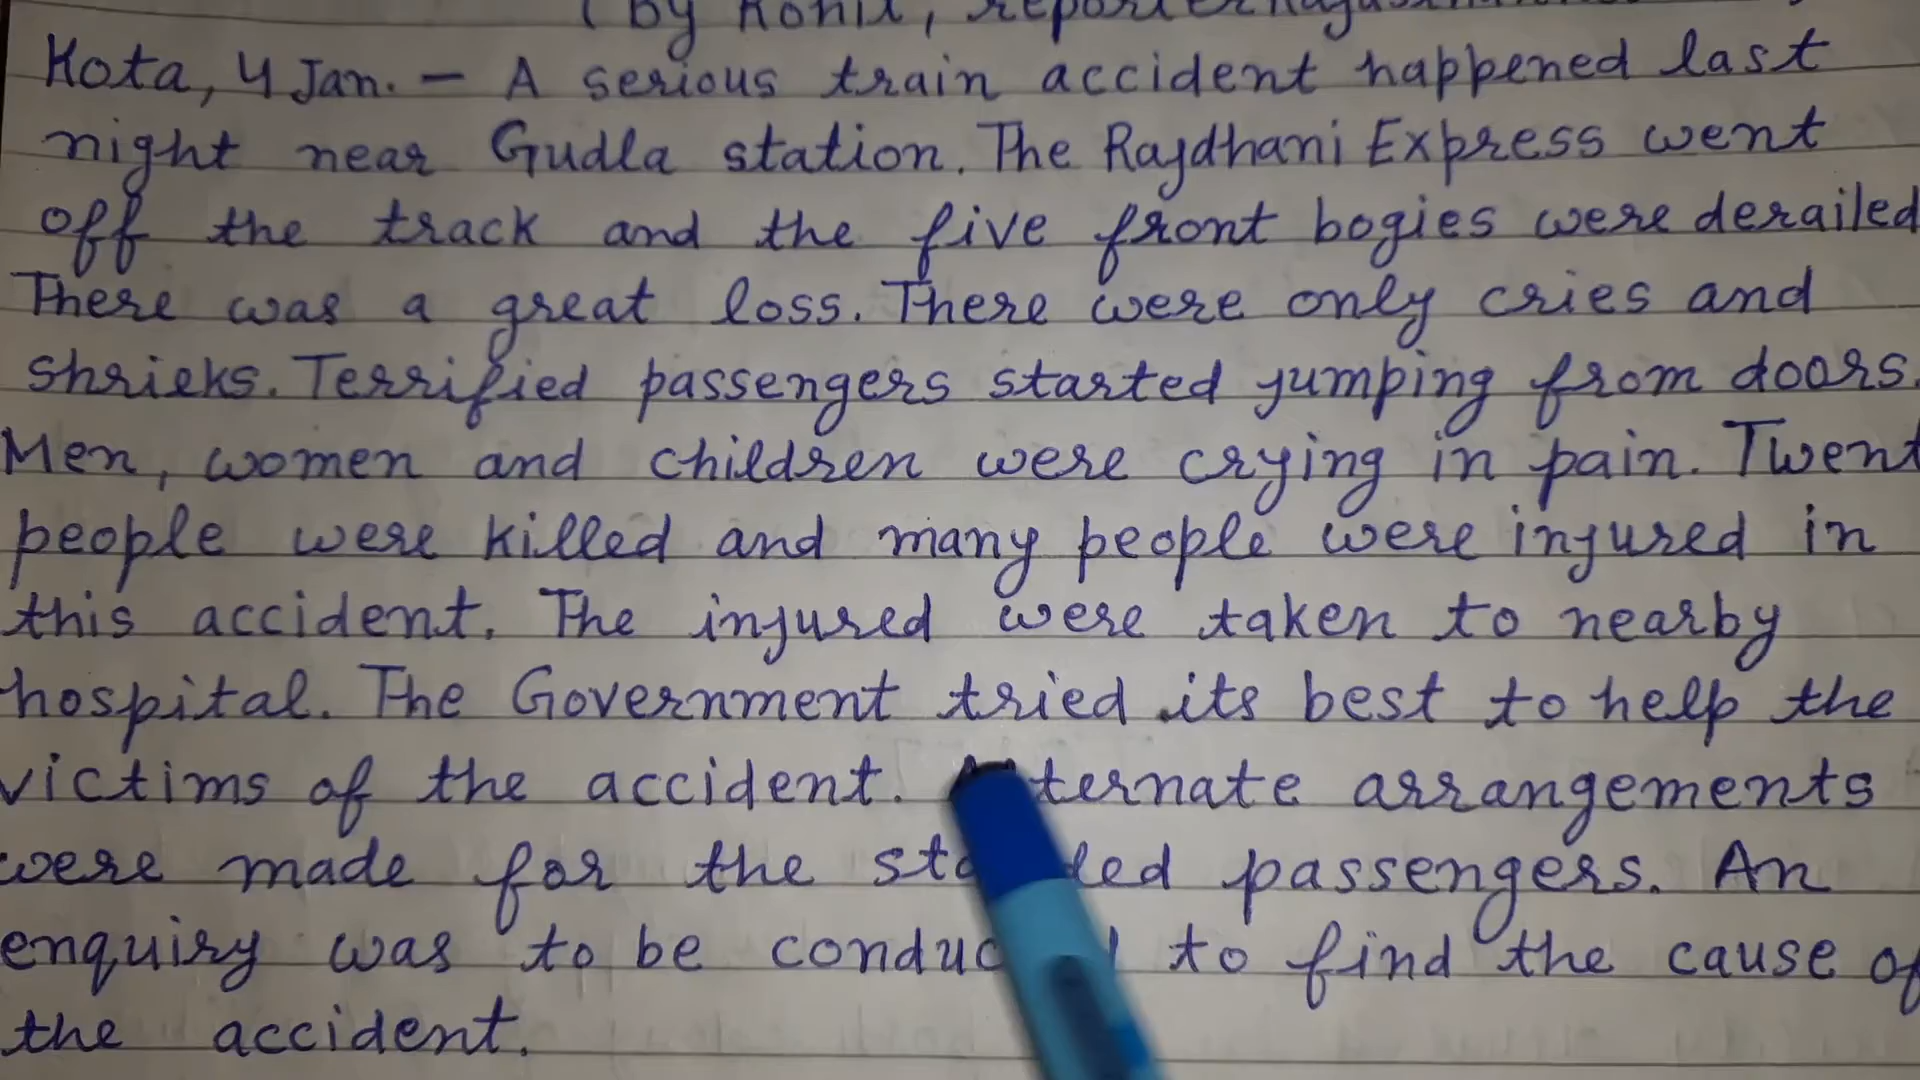 (By Rohit, reporter
Kota, 4 Jan. – A serious train accident happened last
night near Gudla station. The Rajdhani Express went
off the track and the five front bogies were derailed
There was a great loss. There were only cries and
shrieks. Terrified passengers started jumping from doors.
Men, women and children were crying in pain. Twent
people were killed and many people were injured in
this accident. The injured were taken to nearby
hospital. The Government tried its best to help the
victims of the accident. arrangements
were made for the passengers. An
enquiry was to be to find the cause of
the accident.